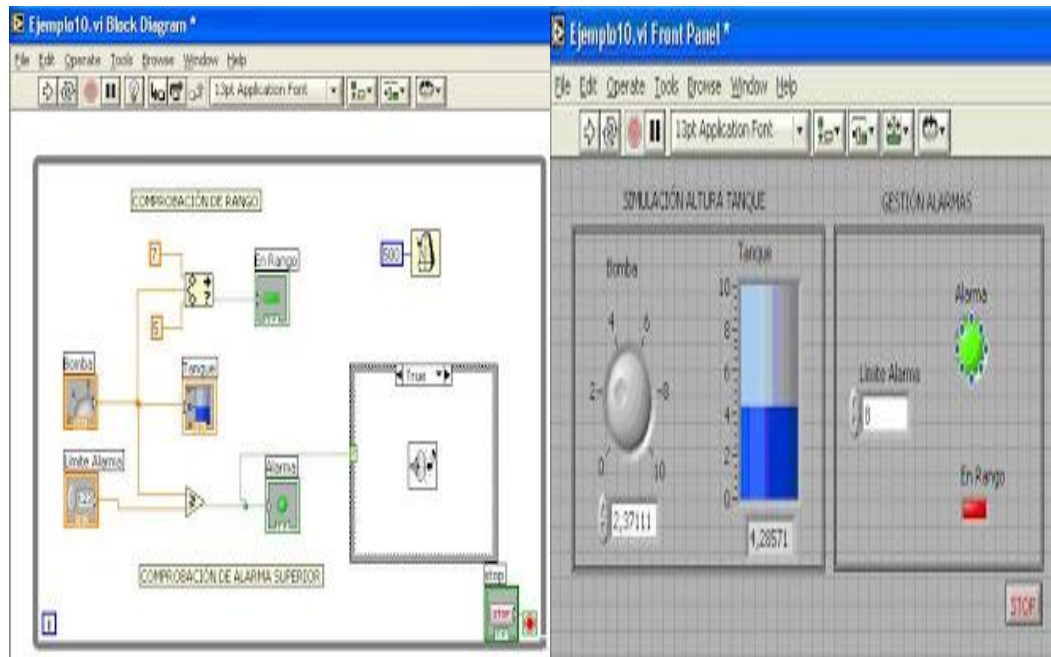 Ejemplo10.vi Block Diagram *
File Edit Operate Tools Browse Window Help
13pt Application Font
COMPROBACIÓN DE RANGO
7
500
En Rango
5
Bomba
Tanque
True
Limite Alarma
Alarma
COMPROBACIÓN DE ALARMA SUPERIOR
stop
STOP
i
Ejemplo10.vi Front Panel *
File Edit Operate Tools Browse Window Help
13pt Application Font
SIMULACIÓN ALTURA TANQUE
GESTIÓN ALARMAS
Bomba
0 2 4 6 8 10
2,37111
Tanque
10
8
6
4
2
0
4,28571
Alarma
Limite Alarma
8
En Rango
STOP